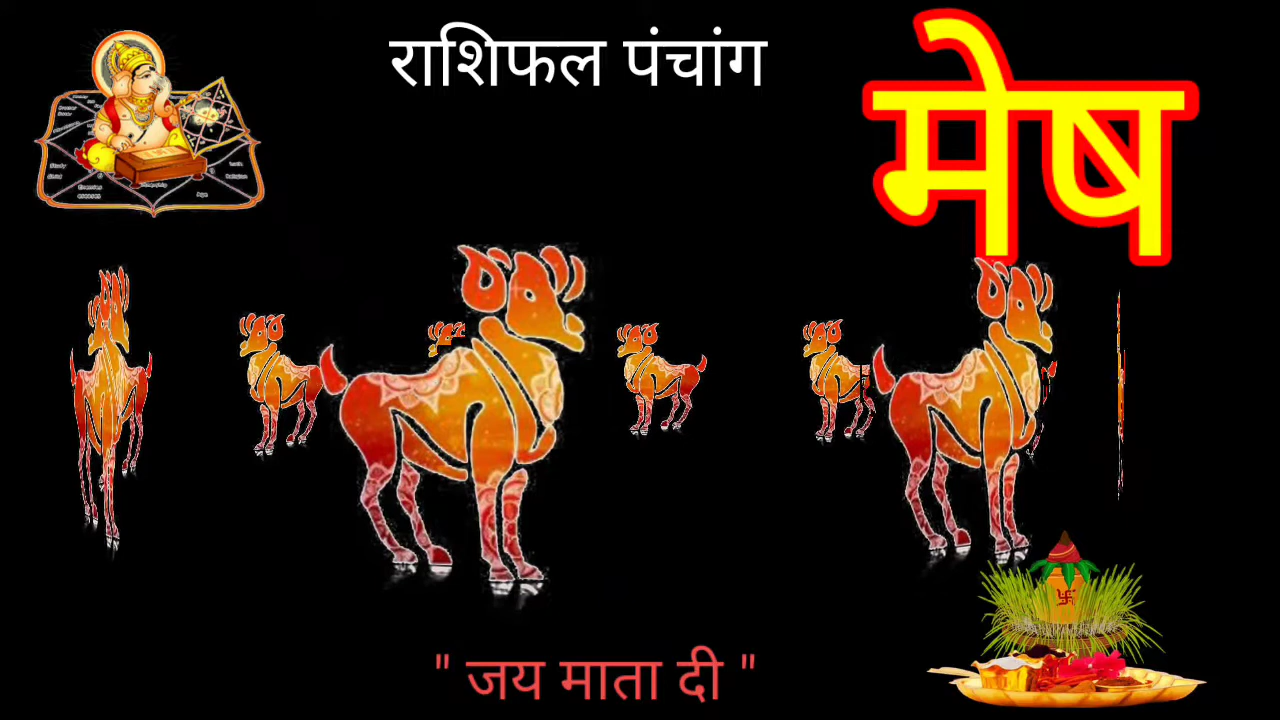 राशिफल पंचांग
मेष
" जय माता दी "